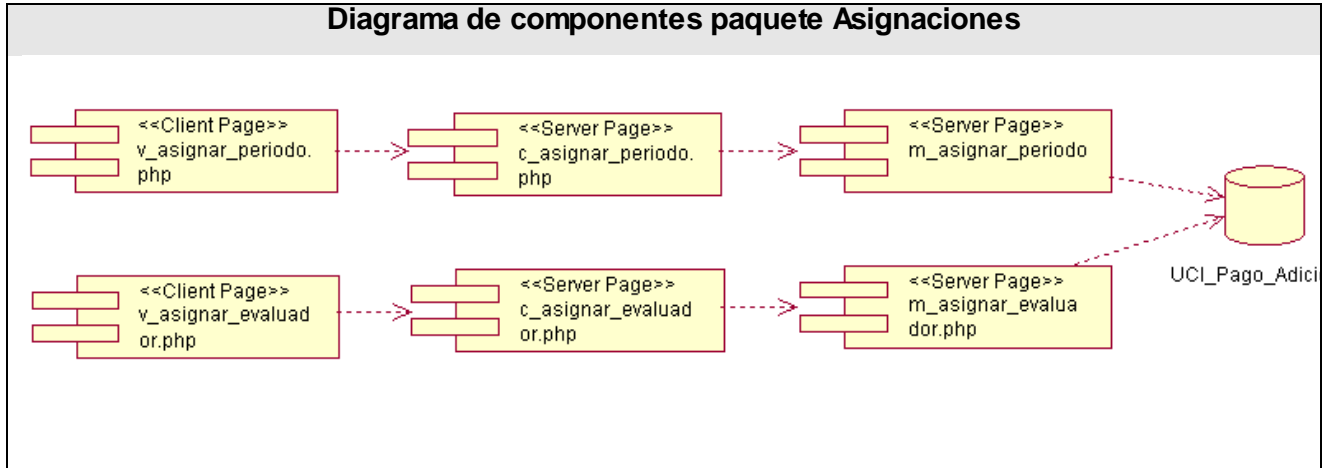 Diagrama de componentes paquete Asignaciones
<<Client Page>>
v_asignar_periodo.
php
<<Server Page>>
c_asignar_periodo.
php
<<Server Page>>
m_asignar_periodo
<<Client Page>>
v_asignar_evaluad
or.php
<<Server Page>>
c_asignar_evaluad
or.php
<<Server Page>>
m_asignar_evalua
dor.php
UCI_Pago_Adici